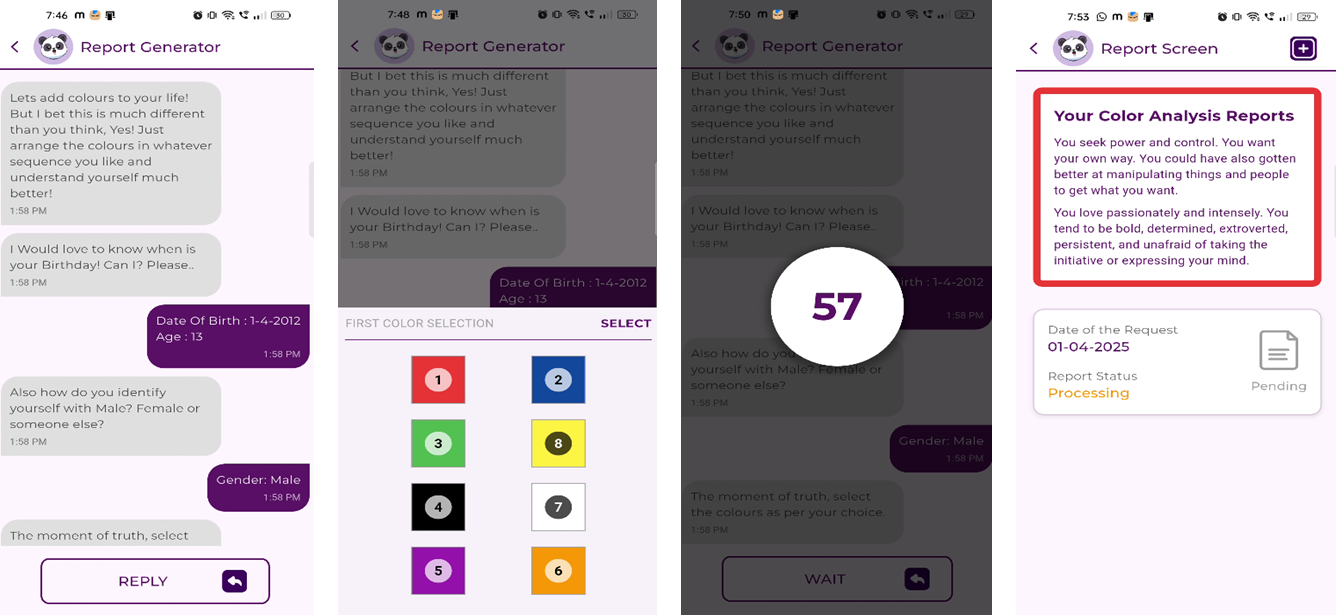 7:46 m
30
Report Generator
Lets add colours to your life!
But I bet this is much different
than you think, Yes! Just
arrange the colours in whatever
sequence you like and
understand yourself much
better!
1:58 PM
I Would love to know when is
your Birthday! Can I? Please..
1:58 PM
Date Of Birth : 1-4-2012
Age : 13
1:58 PM
Also how do you identify
yourself with Male? Female or
someone else?
1:58 PM
Gender: Male
1:58 PM
The moment of truth, select
REPLY
7:48 m
30
Report Generator
But I bet this is much different
than you think, Yes! Just
arrange the colours in whatever
sequence you like and
understand yourself much
better!
1:58 PM
I Would love to know when is
your Birthday! Can I? Please..
1:58 PM
Date Of Birth : 1-4-2012
Age : 13
FIRST COLOR SELECTION SELECT
1 2
3 8
4 7
5 6
7:50 m
29
Report Generator
But I bet this is much different
than you think, Yes! Just
arrange the colours in whatever
sequence you like and
understand yourself much
better!
1:58 PM
I Would love to know when is
your Birthday! Can I? Please..
1:58 PM
irth : 1-4-2012
1:58 PM
57
Also how do you
yourself with Male? Female or
someone else?
1:58 PM
Gender: Male
1:58 PM
The moment of truth, select
the colours as per your choice.
1:58 PM
WAIT
7:53 m
29
Report Screen
Your Color Analysis Reports
You seek power and control. You want
your own way. You could have also gotten
better at manipulating things and people
to get what you want.
You love passionately and intensely. You
tend to be bold, determined, extroverted,
persistent, and unafraid of taking the
initiative or expressing your mind.
Date of the Request
01-04-2025
Report Status
Processing
Pending